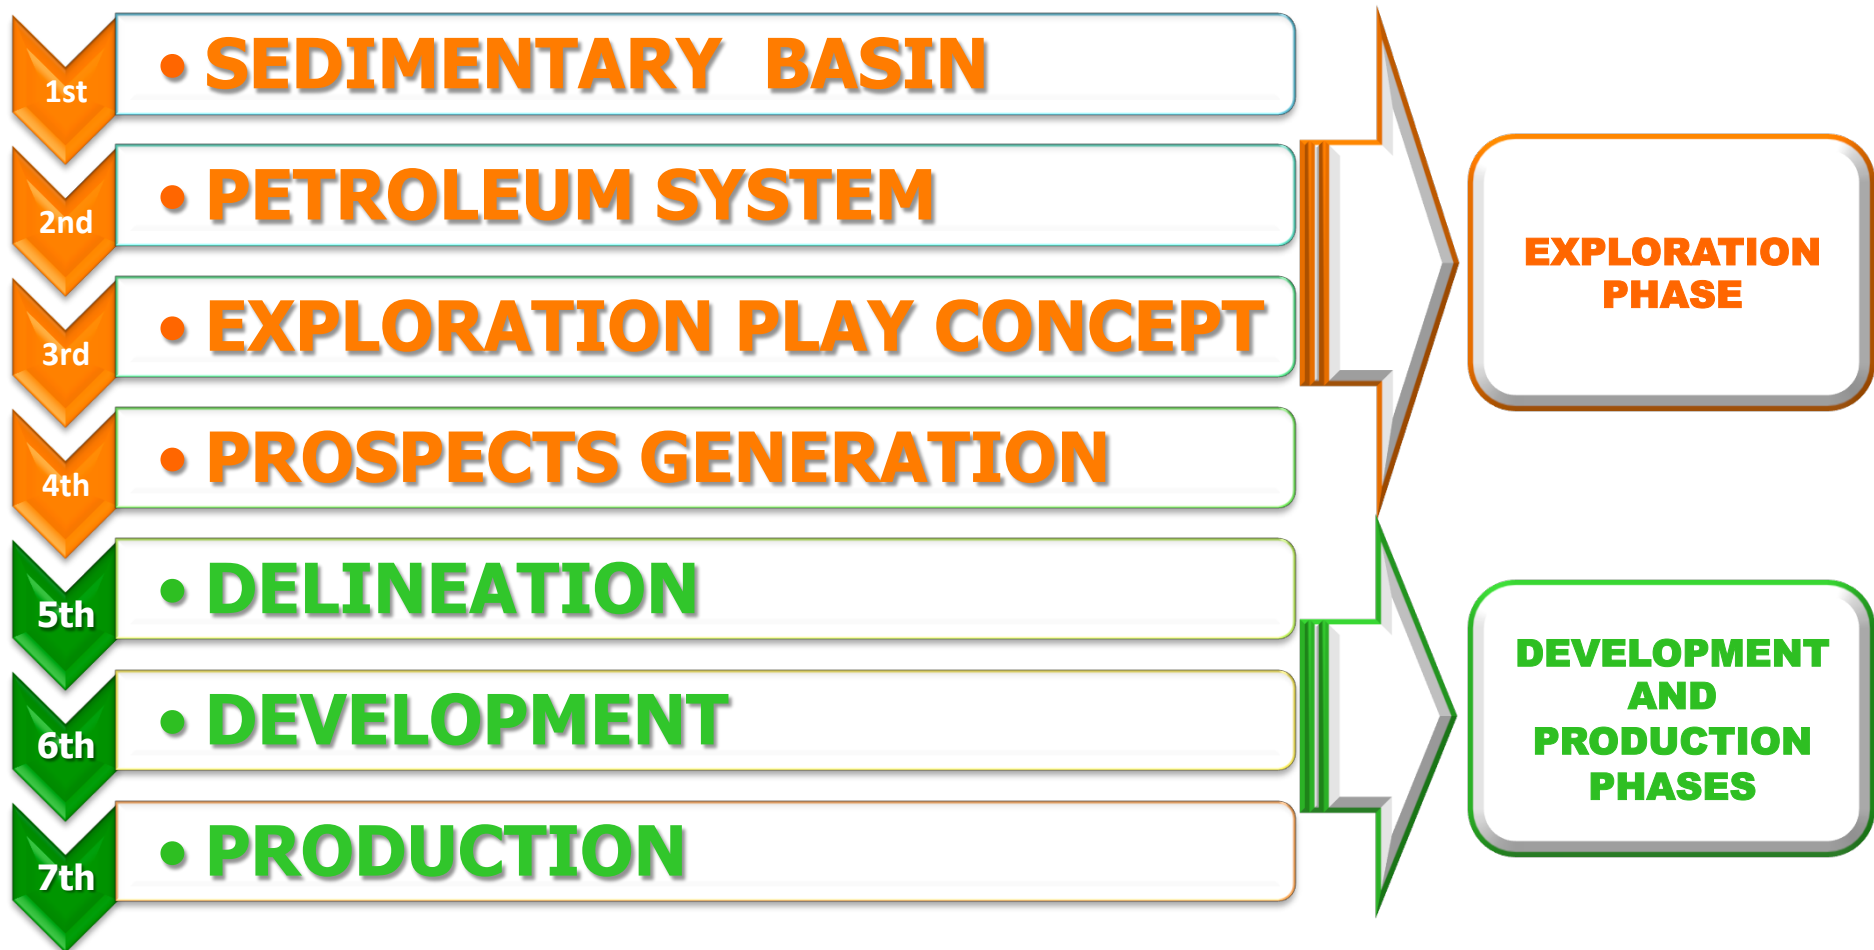 1st
• SEDIMENTARY BASIN
2nd
• PETROLEUM SYSTEM
3rd
• EXPLORATION PLAY CONCEPT
4th
• PROSPECTS GENERATION
5th
• DELINEATION
6th
• DEVELOPMENT
7th
• PRODUCTION
EXPLORATION
PHASE
DEVELOPMENT
AND
PRODUCTION
PHASES